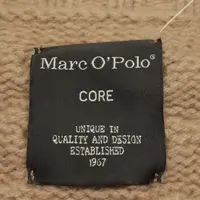 Marc O'Polo®
CORE
UNIQUE IN
QUALITY AND DESIGN
ESTABLISHED
1967